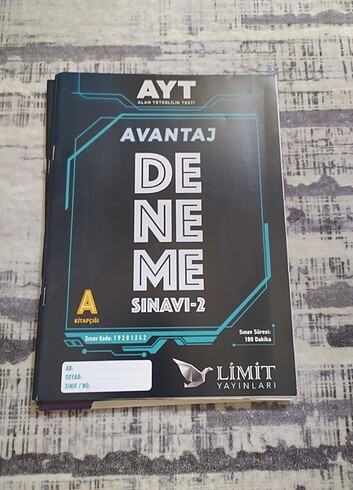 AYT
ALAN YETERLİLİK TESTİ
AVANTAJ
DE
NE
ME
SINAVI-2
A
KİTAPÇIĞI
Sınav Kodu: 19201242
Sınav Süresi:
180 Dakika
AD:
SOYAD:
SINIF / NO:
LİMİT
YAYINLARI